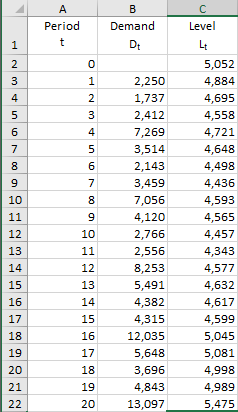 A B C
1 Period t Demand Dt Level Lt
2 0 5,052
3 1 2,250 4,884
4 2 1,737 4,695
5 3 2,412 4,558
6 4 7,269 4,721
7 5 3,514 4,648
8 6 2,143 4,498
9 7 3,459 4,436
10 8 7,056 4,593
11 9 4,120 4,565
12 10 2,766 4,457
13 11 2,556 4,343
14 12 8,253 4,577
15 13 5,491 4,632
16 14 4,382 4,617
17 15 4,315 4,599
18 16 12,035 5,045
19 17 5,648 5,081
20 18 3,696 4,998
21 19 4,843 4,989
22 20 13,097 5,475